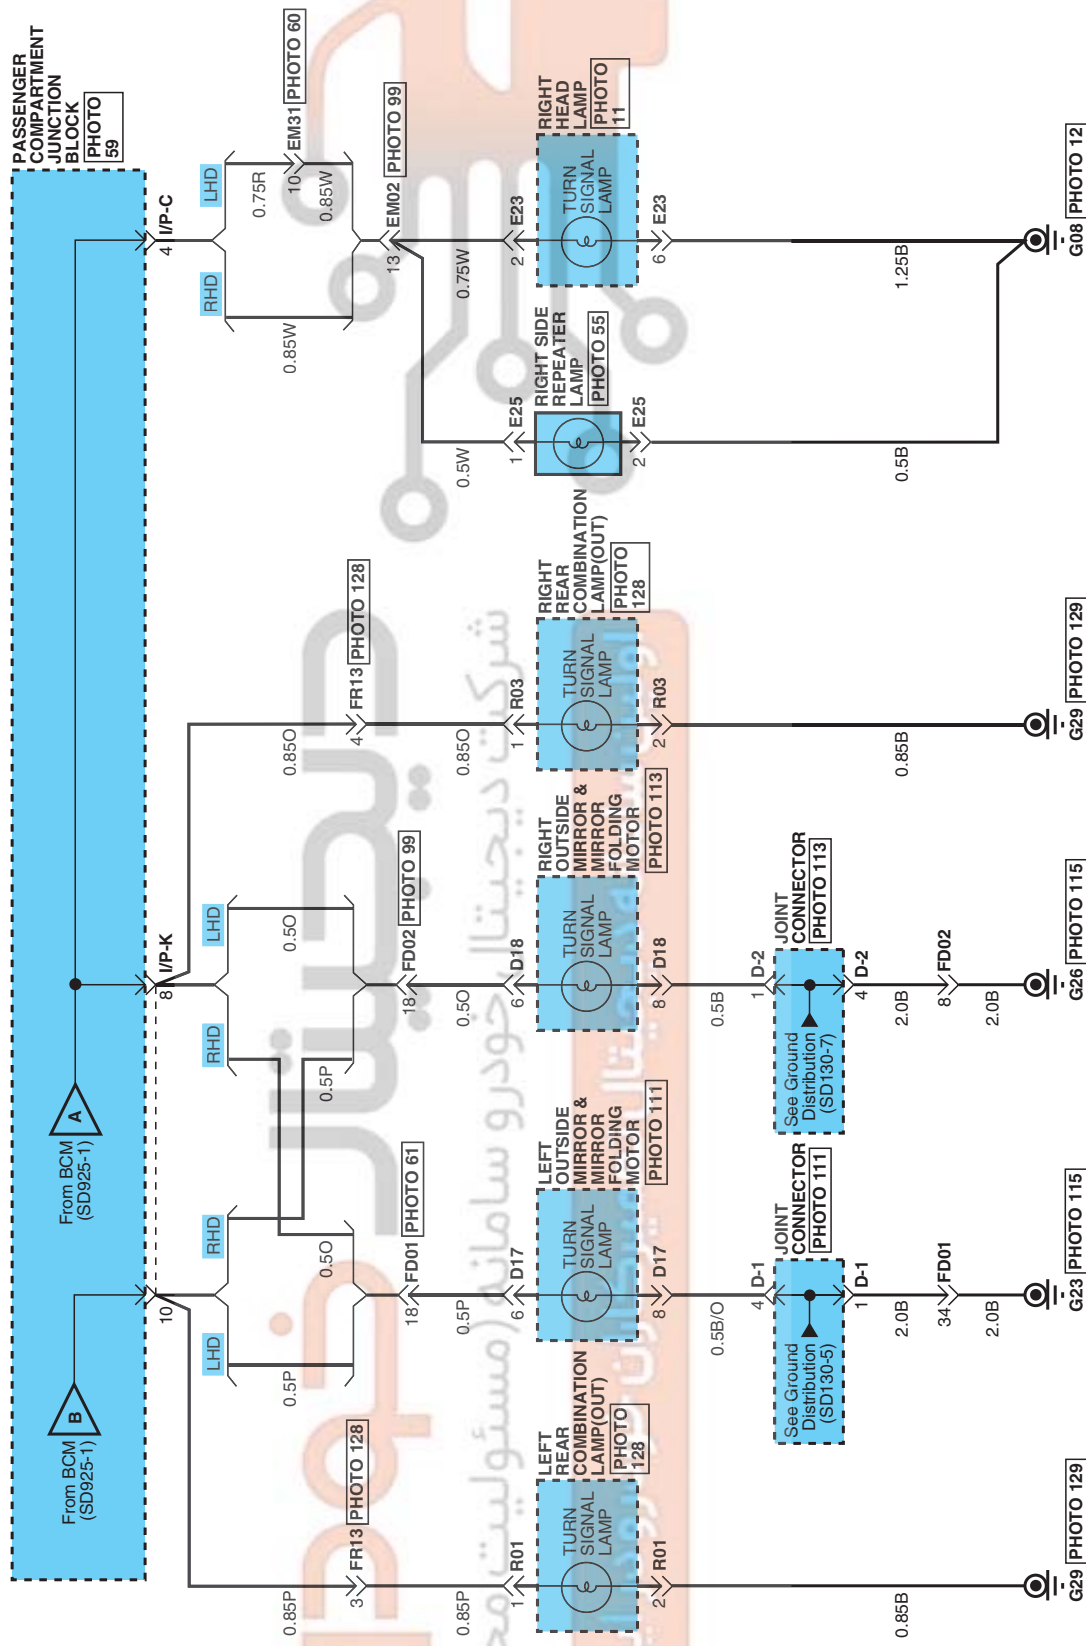 PASSENGER
COMPARTMENT
JUNCTION
BLOCK
PHOTO
59
From BCM
(SD925-1)
B
From BCM
(SD925-1)
A
10
8
I/P-K
4
I/P-C
LHD
RHD
RHD
LHD
RHD
LHD
0.75R
10
EM31
PHOTO 60
0.85P
0.5P
0.5O
0.5P
0.5O
0.85O
0.85W
0.85W
3
FR13
PHOTO 128
4
FR13
PHOTO 128
18
FD01
PHOTO 61
18
FD02
PHOTO 99
13
EM02
PHOTO 99
0.85P
0.5P
0.5O
0.85O
0.5W
0.75W
1
R01
6
D17
6
D18
1
R03
1
E25
2
E23
LEFT
REAR
COMBINATION
LAMP(OUT)
PHOTO
128
TURN
SIGNAL
LAMP
LEFT
OUTSIDE
MIRROR &
MIRROR
FOLDING
MOTOR
PHOTO 111
TURN
SIGNAL
LAMP
RIGHT
OUTSIDE
MIRROR &
MIRROR
FOLDING
MOTOR
PHOTO 113
TURN
SIGNAL
LAMP
RIGHT
REAR
COMBINATION
LAMP(OUT)
PHOTO
128
TURN
SIGNAL
LAMP
RIGHT SIDE
REPEATER
LAMP
PHOTO 55
RIGHT
HEAD
LAMP
PHOTO
11
TURN
SIGNAL
LAMP
2
R01
8
D17
8
D18
2
R03
2
E25
6
E23
0.5B/O
0.5B
4
D-1
JOINT
CONNECTOR
PHOTO 111
See Ground
Distribution
(SD130-5)
1
D-1
1
D-2
JOINT
CONNECTOR
PHOTO 113
See Ground
Distribution
(SD130-7)
4
D-2
0.85B
2.0B
2.0B
0.85B
0.5B
1.25B
34
FD01
8
FD02
2.0B
2.0B
G29
PHOTO 129
G23
PHOTO 115
G26
PHOTO 115
G29
PHOTO 129
G08
PHOTO 12
شرکت دیجیتال خودرو سامانه (مسئولیت